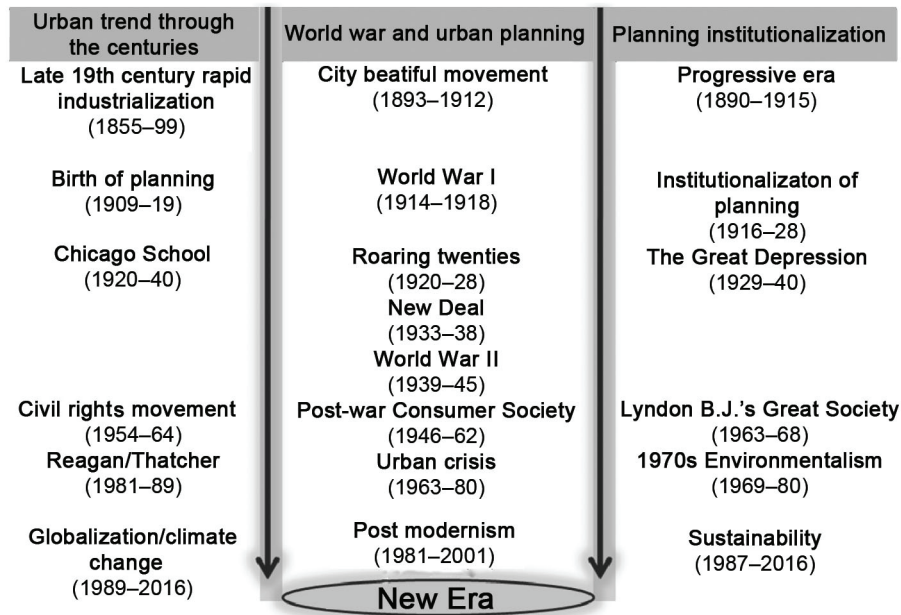 Urban trend through
the centuries
Late 19th century rapid
industrialization
(1855–99)
Birth of planning
(1909–19)
Chicago School
(1920–40)
Civil rights movement
(1954–64)
Reagan/Thatcher
(1981–89)
Globalization/climate
change
(1989–2016)
World war and urban planning
City beatiful movement
(1893–1912)
World War I
(1914–1918)
Roaring twenties
(1920–28)
New Deal
(1933–38)
World War II
(1939–45)
Post-war Consumer Society
(1946–62)
Urban crisis
(1963–80)
Post modernism
(1981–2001)
Planning institutionalization
Progressive era
(1890–1915)
Institutionalizaton of
planning
(1916–28)
The Great Depression
(1929–40)
Lyndon B.J.'s Great Society
(1963–68)
1970s Environmentalism
(1969–80)
Sustainability
(1987–2016)
New Era